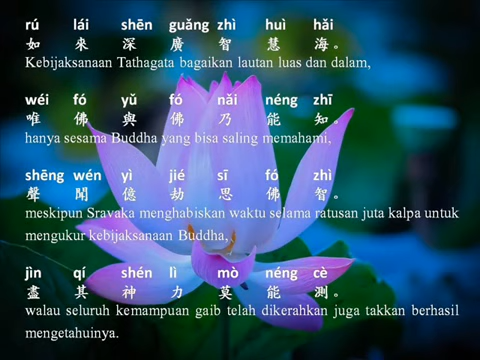 rú lái shēn guǎng zhì huì hǎi
如來深廣智慧海。
Kebijaksanaan Tathagata bagaikan lautan luas dan dalam,
wéi fó yǔ fó nǎi néng zhī
唯佛與佛乃能知。
hanya sesama Buddha yang bisa saling memahami,
shēng wén yì jié sī fó zhì
聲聞億劫思佛智。
meskipun Sravaka menghabiskan waktu selama ratusan juta kalpa untuk
mengukur kebijaksanaan Buddha,
jìn qí shén lì mò néng cè
盡其神力莫能測。
walau seluruh kemampuan gaib telah dikerahkan juga takkan berhasil
mengetahuinya.